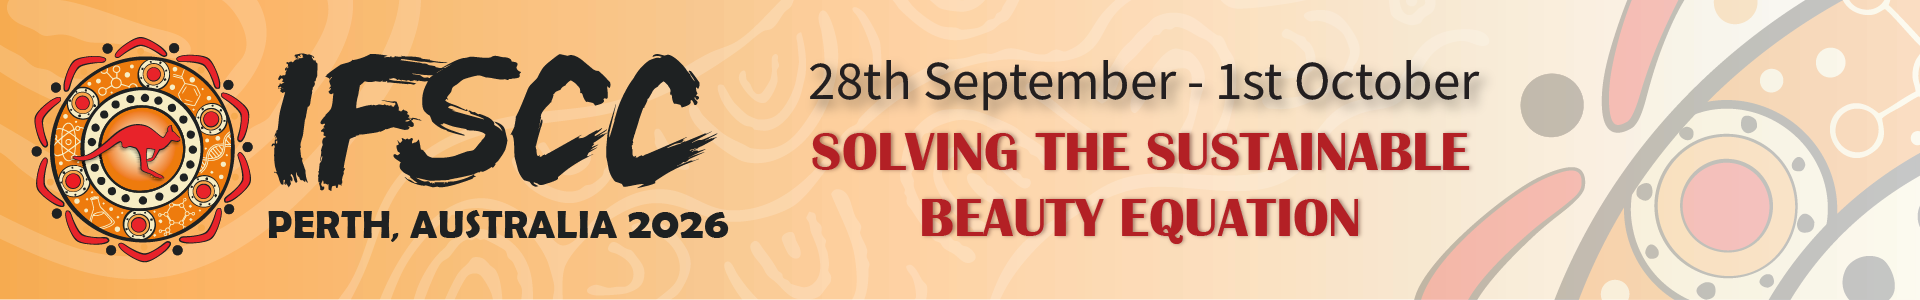 IFSCC
PERTH, AUSTRALIA 2026
28th September - 1st October
SOLVING THE SUSTAINABLE
BEAUTY EQUATION